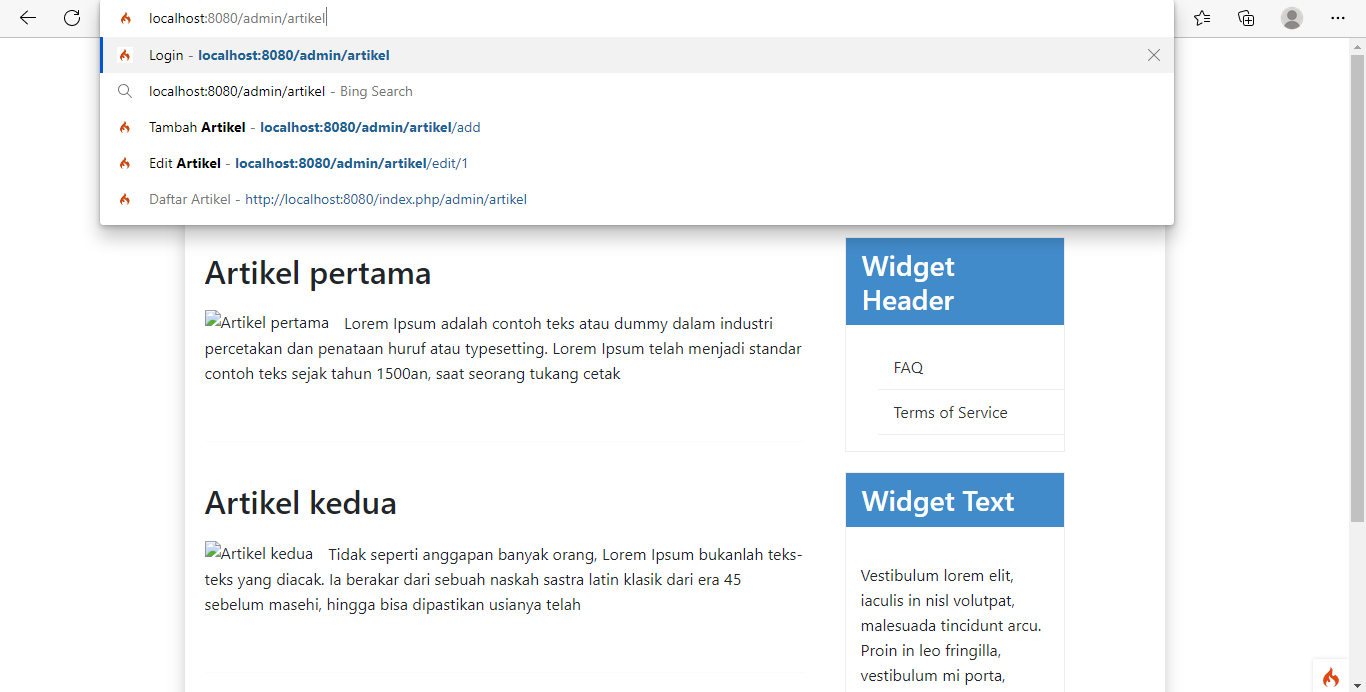 localhost:8080/admin/artikel
Login - localhost:8080/admin/artikel
localhost:8080/admin/artikel - Bing Search
Tambah Artikel - localhost:8080/admin/artikel/add
Edit Artikel - localhost:8080/admin/artikel/edit/1
Daftar Artikel - http://localhost:8080/index.php/admin/artikel
Artikel pertama
Artikel pertama Lorem Ipsum adalah contoh teks atau dummy dalam industri
percetakan dan penataan huruf atau typesetting. Lorem Ipsum telah menjadi standar
contoh teks sejak tahun 1500an, saat seorang tukang cetak
Artikel kedua
Artikel kedua Tidak seperti anggapan banyak orang, Lorem Ipsum bukanlah teks-
teks yang diacak. Ia berakar dari sebuah naskah sastra latin klasik dari era 45
sebelum masehi, hingga bisa dipastikan usianya telah
Widget
Header
FAQ
Terms of Service
Widget Text
Vestibulum lorem elit,
iaculis in nisl volutpat,
malesuada tincidunt arcu.
Proin in leo fringilla,
vestibulum mi porta,